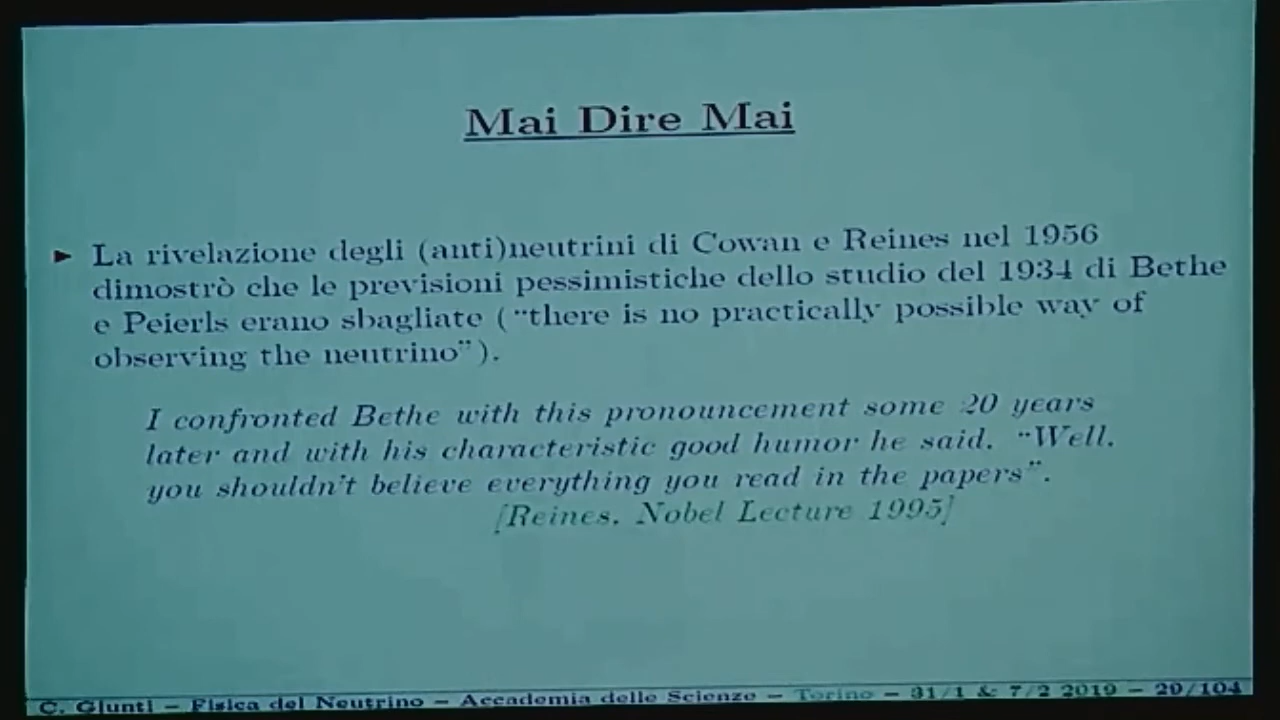 Mai Dire Mai
► La rivelazione degli (anti)neutrini di Cowan e Reines nel 1956
dimostrò che le previsioni pessimistiche dello studio del 1934 di Bethe
e Peierls erano sbagliate (“there is no practically possible way of
observing the neutrino”).
I confronted Bethe with this pronouncement some 20 years
later and with his characteristic good humor he said, “Well,
you shouldn't believe everything you read in the papers”.
[Reines, Nobel Lecture 1995]
C. Giunti – Fisica del Neutrino – Accademia delle Scienze – Torino – 31/1 & 7/2 2019 – 20/104